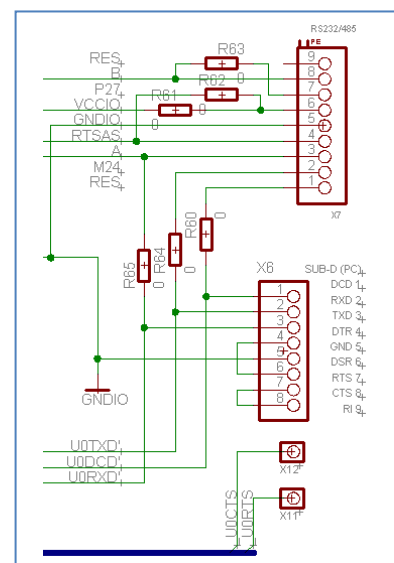 RS232/485
PE
RES
R63
9
B
8
P27
R62
7
VCCIO
R61
0
6
GNDIO
0
0
5
RTSAS
4
A
3
M24
2
RES
1
X7
R65
0
R64
0
R60
0
X6
SUB-D (PC)
1
DCD 1
2
RXD 2
3
TXD 3
4
DTR 4
5
GND 5
6
DSR 6
7
RTS 7
8
CTS 8
RI 9
GNDIO
U0TXD'
U0DCD'
U0RXD'
X12
U0CTS
U0RTS
X11